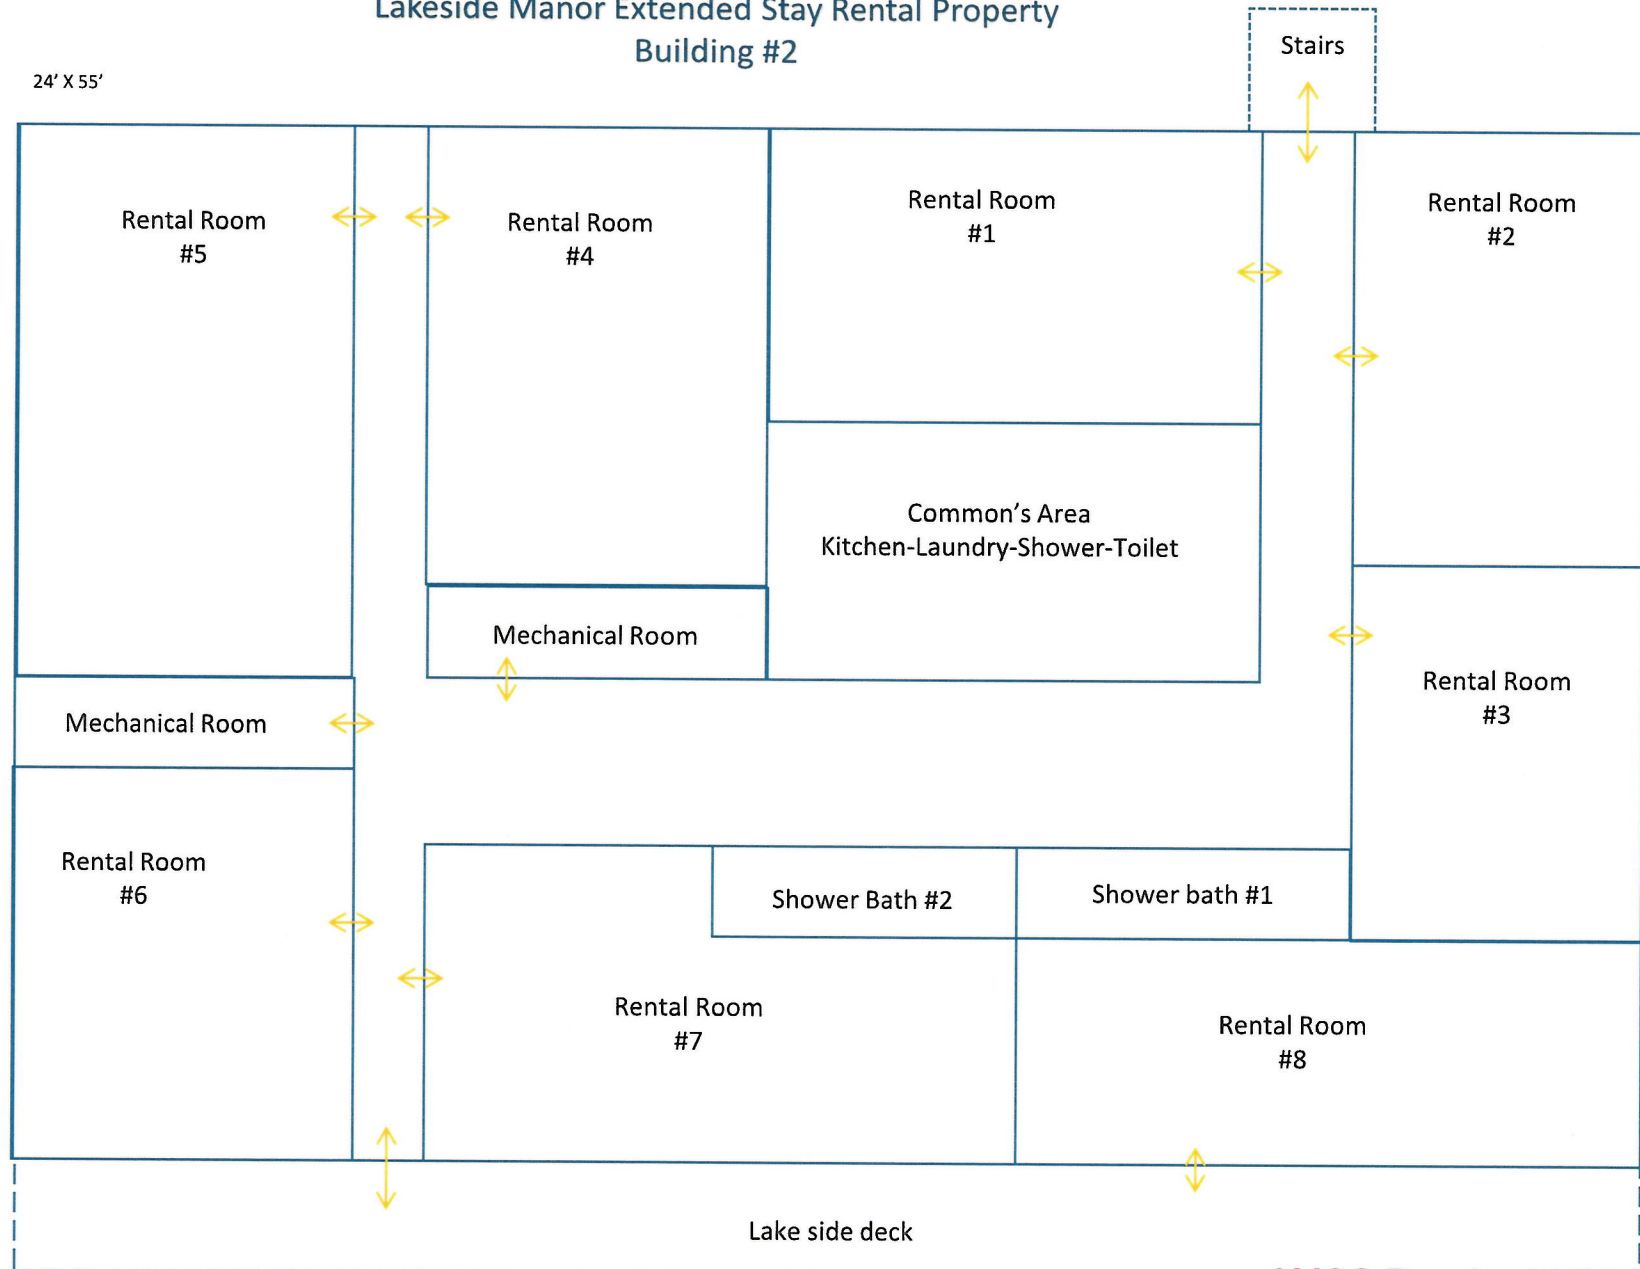 Lakeside Manor Extended Stay Rental Property
Building #2
Stairs
24' X 55'
Rental Room
#5
Rental Room
#4
Rental Room
#1
Rental Room
#2
Common's Area
Kitchen-Laundry-Shower-Toilet
Mechanical Room
Rental Room
#3
Mechanical Room
Rental Room
#6
Shower Bath #2
Shower bath #1
Rental Room
#7
Rental Room
#8
Lake side deck